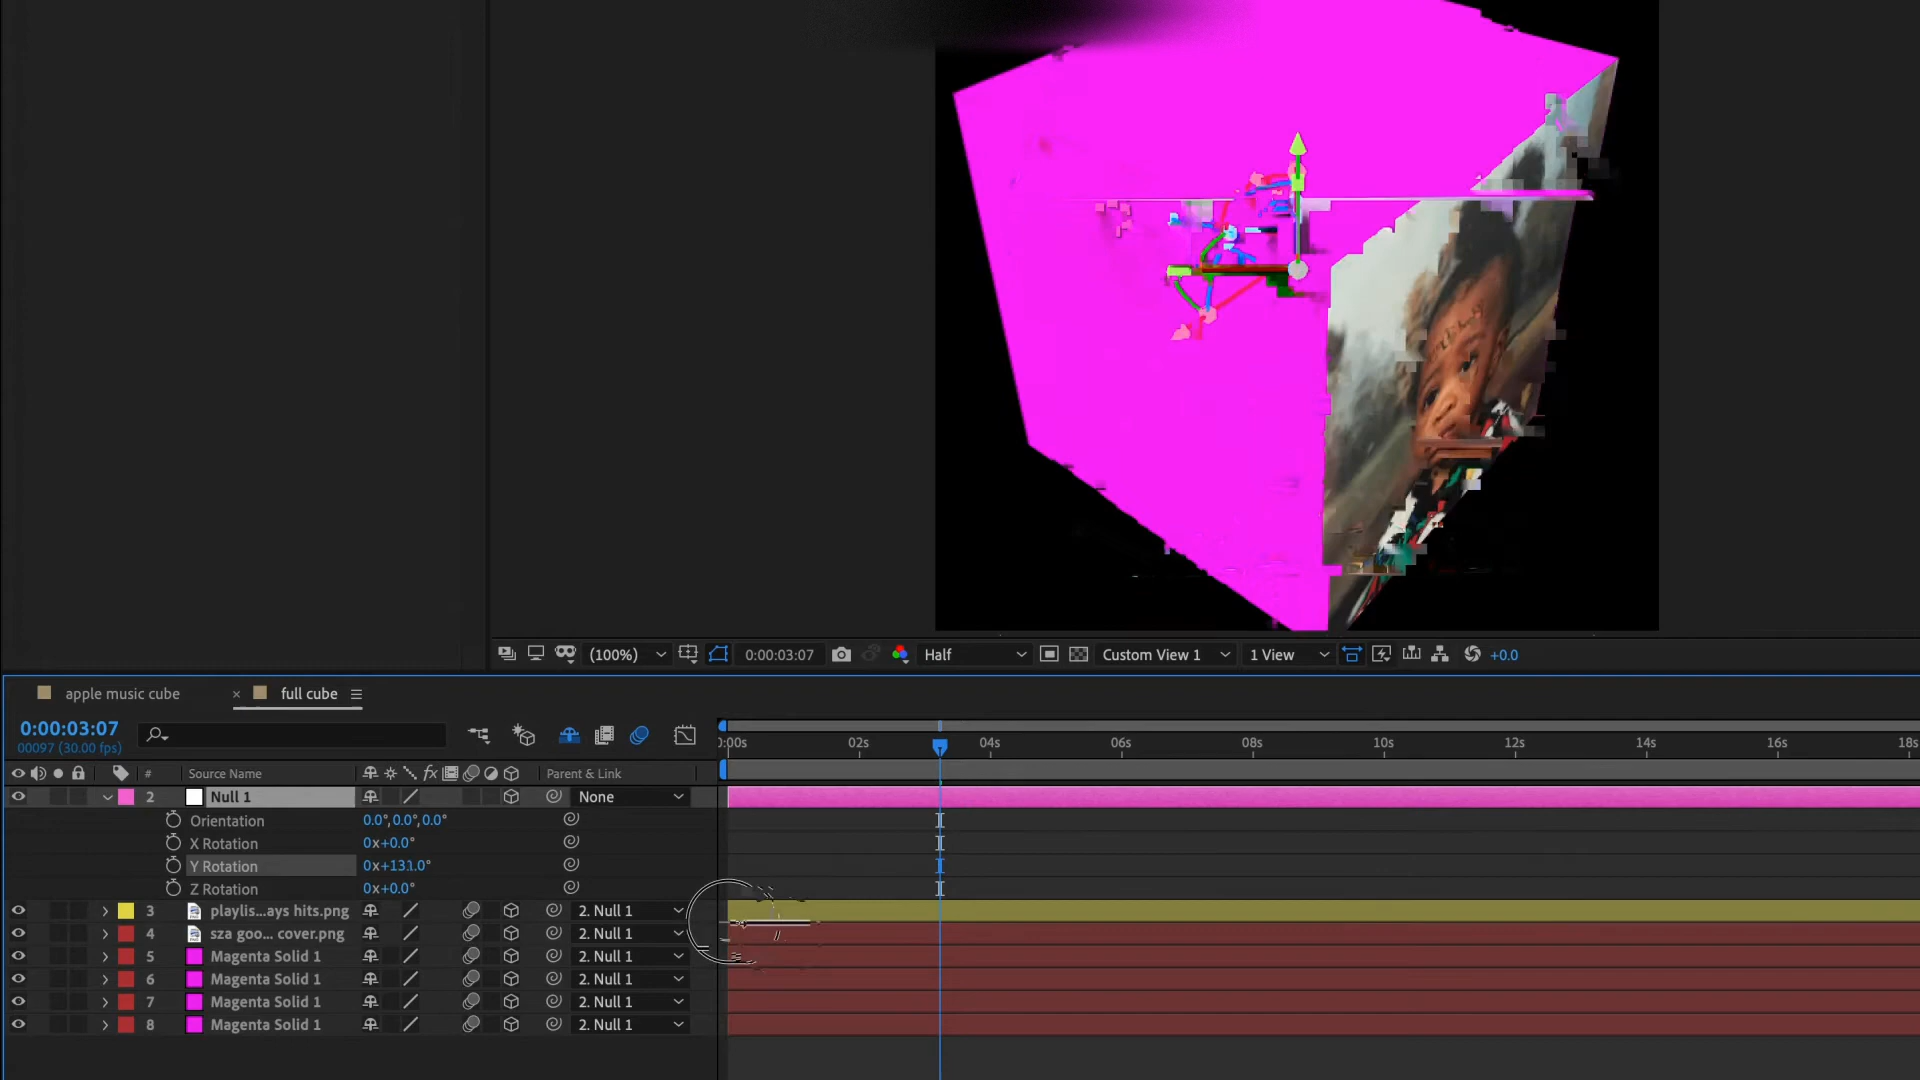 (100%)
0:00:03:07
Half
Custom View 1
1 View
+0.0
apple music cube
× full cube
0:00:03:07
00097 (30.00 fps)
:00s 02s 04s 06s 08s 10s 12s 14s 16s 18s
# Source Name fx Parent & Link
2 Null 1 None
Orientation 0.0°,0.0°,0.0°
X Rotation 0x+0.0°
Y Rotation 0x+131.0°
Z Rotation 0x+0.0°
3 playlis...ays hits.png 2. Null 1
4 sza goo... cover.png 2. Null 1
5 Magenta Solid 1 2. Null 1
6 Magenta Solid 1 2. Null 1
7 Magenta Solid 1 2. Null 1
8 Magenta Solid 1 2. Null 1